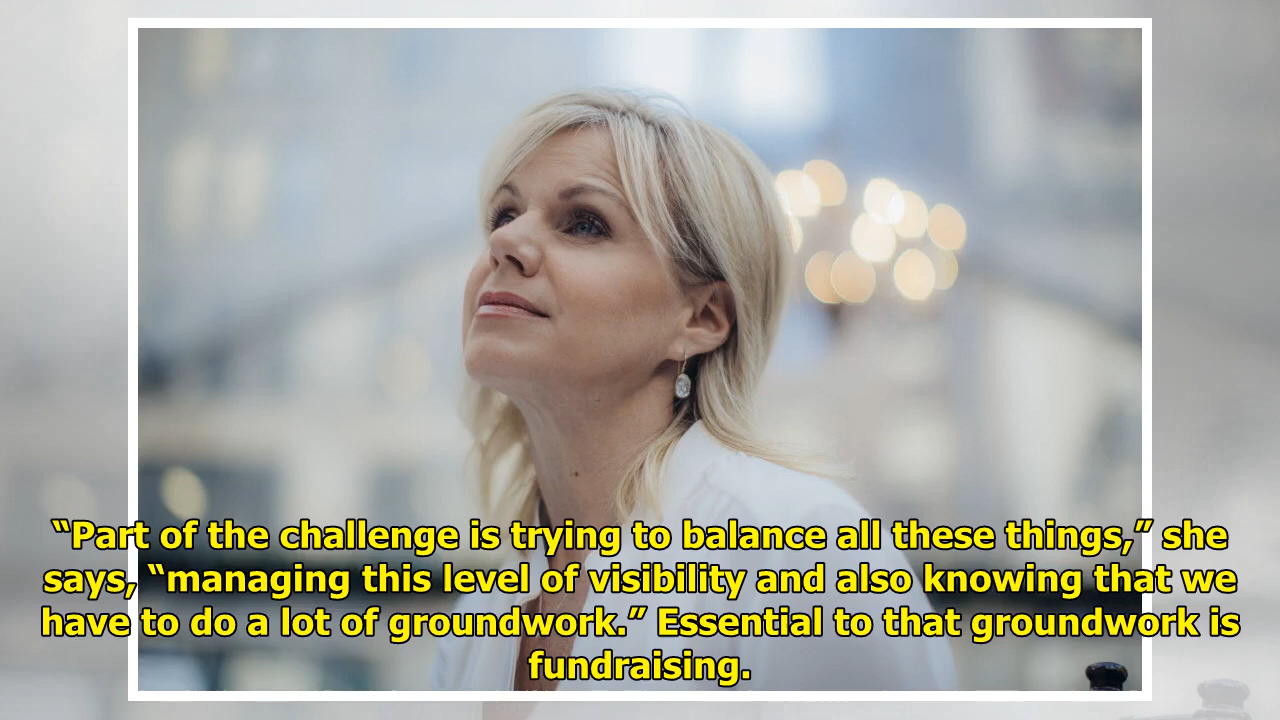 “Part of the challenge is trying to balance all these things,” she
says, “managing this level of visibility and also knowing that we
have to do a lot of groundwork.” Essential to that groundwork is
fundraising.